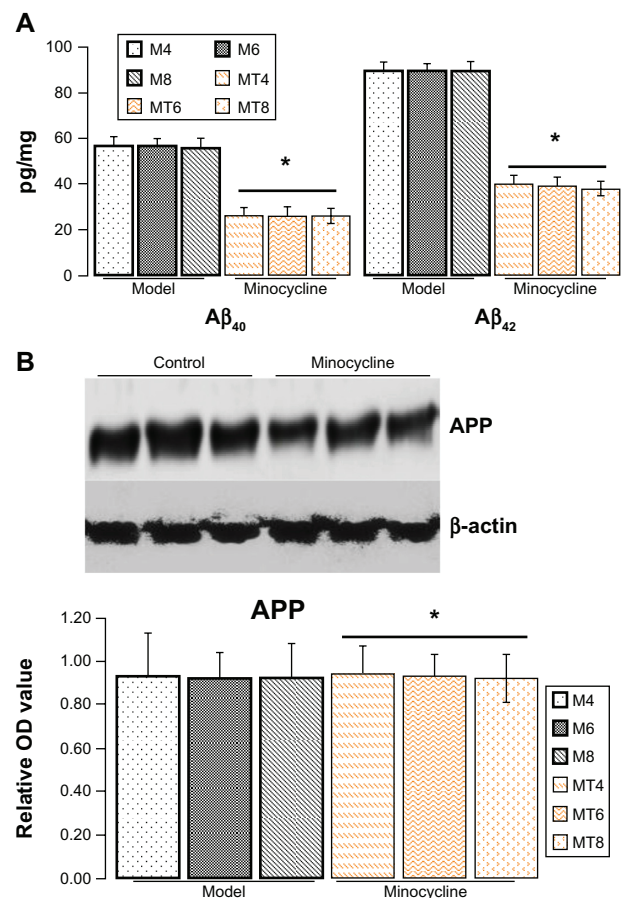 A
100
80
60
40
20
0
pg/mg
M4 M6
M8 MT4
MT6 MT8
* *
Model Minocycline Model Minocycline
Aβ40 Aβ42
B
Control Minocycline
APP
β-actin
APP
*
1.20
1.00
0.80
0.60
0.40
0.20
0.00
Relative OD value
M4
M6
M8
MT4
MT6
MT8
Model Minocycline